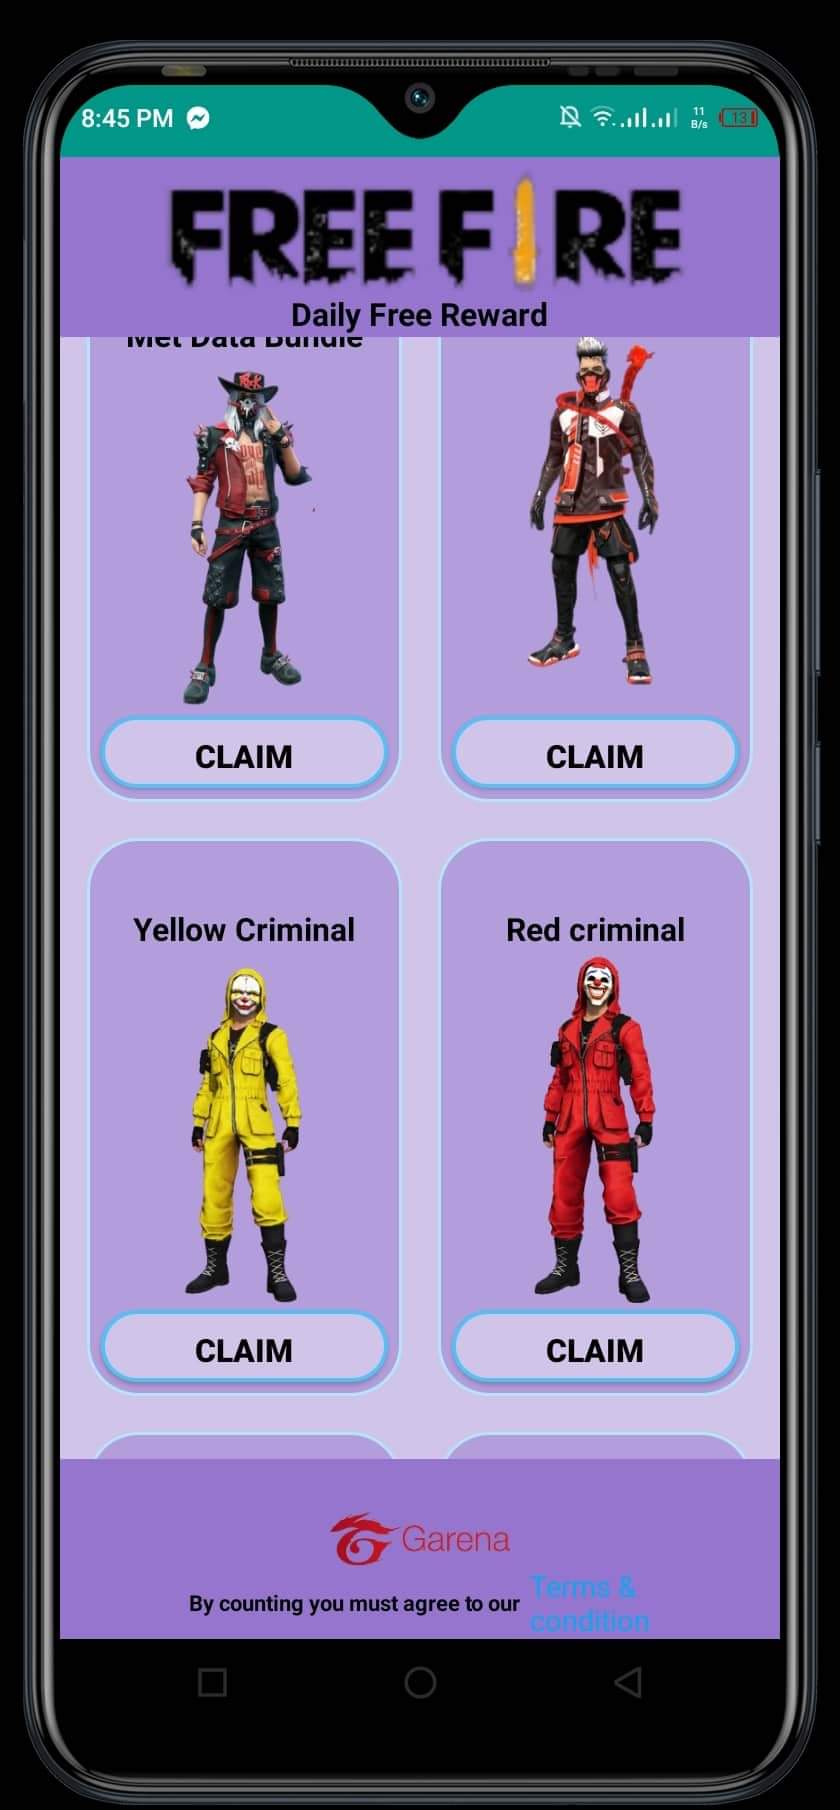 8:45 PM
11
B/s
13
FREE FIRE
Daily Free Reward
Met Data Bundle
CLAIM
CLAIM
Yellow Criminal
Red criminal
CLAIM
CLAIM
Garena
By counting you must agree to our
Terms &
condition